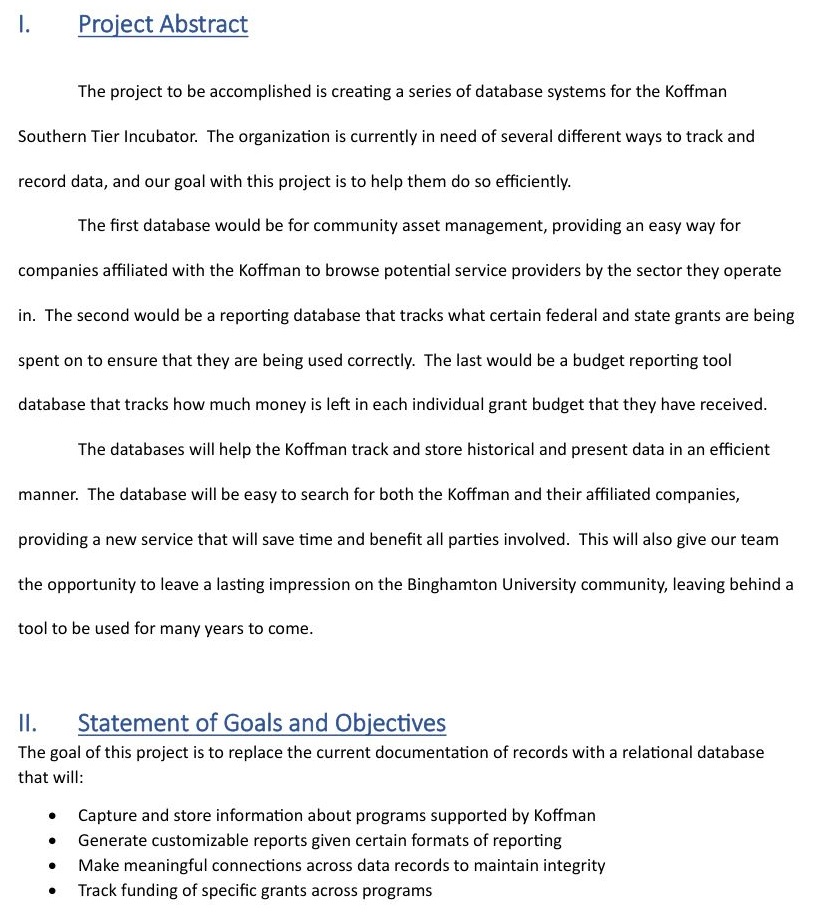 I. Project Abstract
The project to be accomplished is creating a series of database systems for the Koffman
Southern Tier Incubator.  The organization is currently in need of several different ways to track and
record data, and our goal with this project is to help them do so efficiently.
The first database would be for community asset management, providing an easy way for
companies affiliated with the Koffman to browse potential service providers by the sector they operate
in.  The second would be a reporting database that tracks what certain federal and state grants are being
spent on to ensure that they are being used correctly.  The last would be a budget reporting tool
database that tracks how much money is left in each individual grant budget that they have received.
The databases will help the Koffman track and store historical and present data in an efficient
manner.  The database will be easy to search for both the Koffman and their affiliated companies,
providing a new service that will save time and benefit all parties involved.  This will also give our team
the opportunity to leave a lasting impression on the Binghamton University community, leaving behind a
tool to be used for many years to come.
II. Statement of Goals and Objectives
The goal of this project is to replace the current documentation of records with a relational database
that will:
• Capture and store information about programs supported by Koffman
• Generate customizable reports given certain formats of reporting
• Make meaningful connections across data records to maintain integrity
• Track funding of specific grants across programs